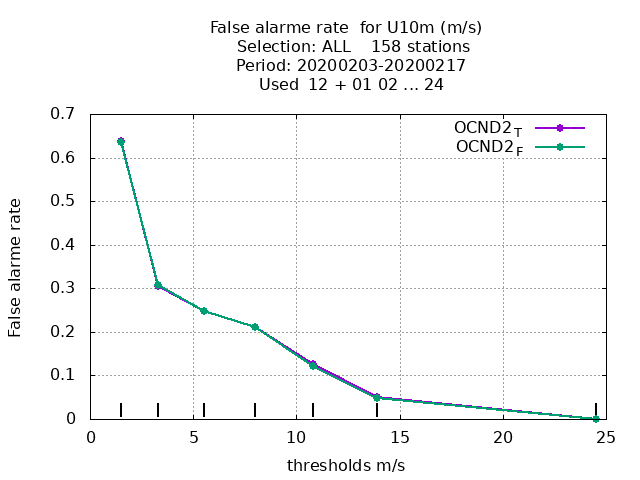 False alarme rate  for U10m (m/s)
Selection: ALL    158 stations
Period: 20200203-20200217
Used  12 + 01 02 ... 24
OCND2T
OCND2F
0.7
0.6
0.5
0.4
0.3
0.2
0.1
0
False alarme rate
0 5 10 15 20 25
thresholds m/s